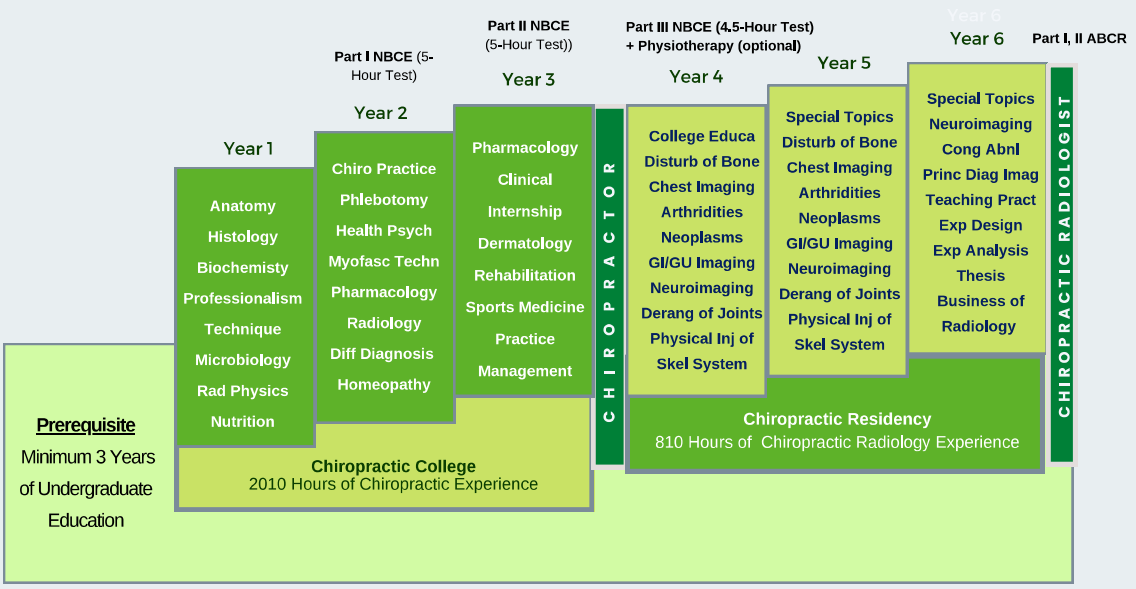 Prerequisite
Minimum 3 Years
of Undergraduate
Education
Year 1
Anatomy
Histology
Biochemisty
Professionalism
Technique
Microbiology
Rad Physics
Nutrition
Part I NBCE (5-
Hour Test)
Year 2
Chiro Practice
Phlebotomy
Health Psych
Myofasc Techn
Pharmacology
Radiology
Diff Diagnosis
Homeopathy
Part II NBCE
(5-Hour Test))
Year 3
Pharmacology
Clinical
Internship
Dermatology
Rehabilitation
Sports Medicine
Practice
Management
Chiropractic College
2010 Hours of Chiropractic Experience
CHIROPRACTOR
Part III NBCE (4.5-Hour Test)
+ Physiotherapy (optional)
Year 4
College Educa
Disturb of Bone
Chest Imaging
Arthridities
Neoplasms
GI/GU Imaging
Neuroimaging
Derang of Joints
Physical Inj of
Skel System
Year 5
Special Topics
Disturb of Bone
Chest Imaging
Arthridities
Neoplasms
GI/GU Imaging
Neuroimaging
Derang of Joints
Physical Inj of
Skel System
Year 6
Year 6
Special Topics
Neuroimaging
Cong Abnl
Princ Diag Imag
Teaching Pract
Exp Design
Exp Analysis
Thesis
Business of
Radiology
Chiropractic Residency
810 Hours of Chiropractic Radiology Experience
Part I, II ABCR
CHIROPRACTIC RADIOLOGIST